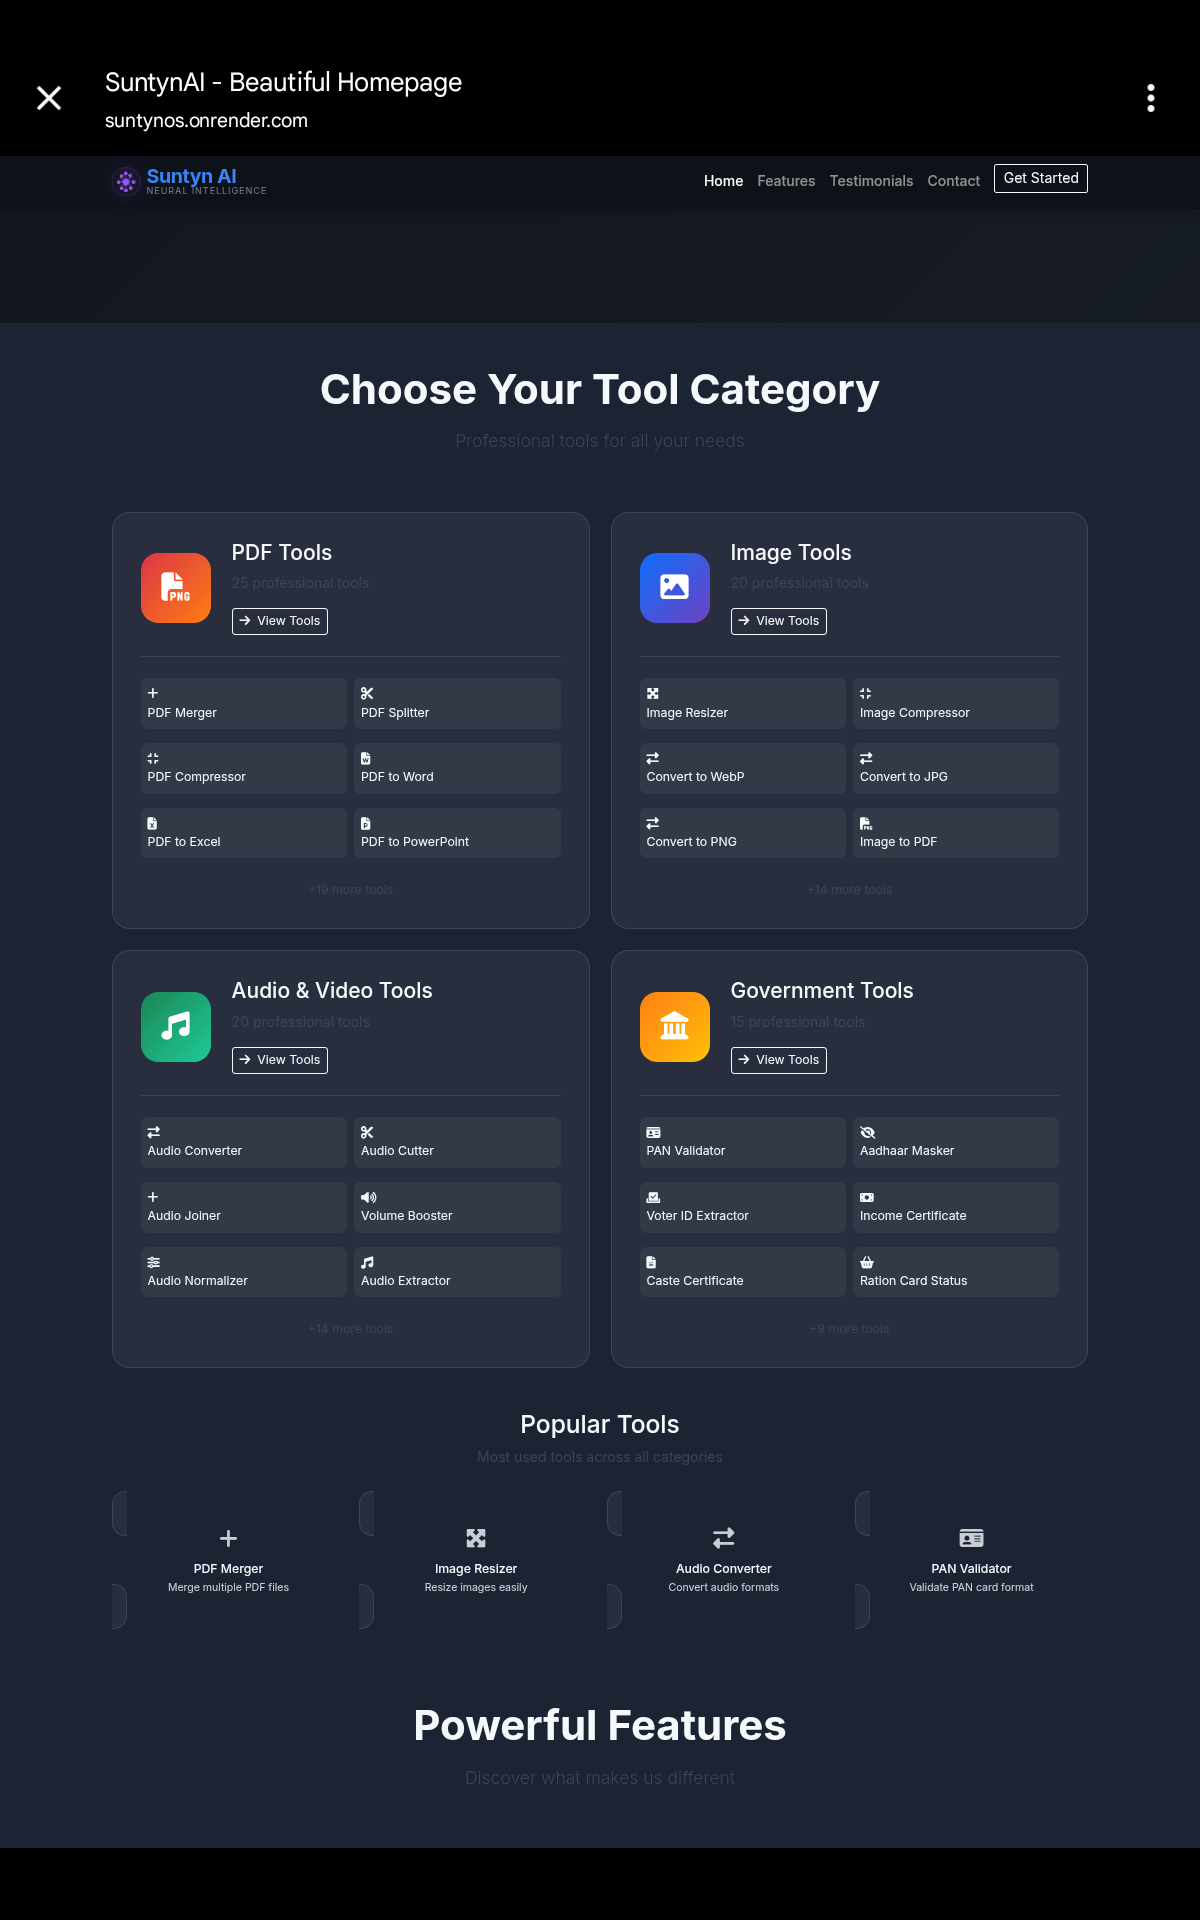 SuntynAI - Beautiful Homepage
suntynos.onrender.com
Suntyn AI
NEURAL INTELLIGENCE
Home Features Testimonials Contact Get Started
Choose Your Tool Category
Professional tools for all your needs
PDF Tools
25 professional tools
View Tools
PDF Merger PDF Splitter
PDF Compressor PDF to Word
PDF to Excel PDF to PowerPoint
+19 more tools
Image Tools
20 professional tools
View Tools
Image Resizer Image Compressor
Convert to WebP Convert to JPG
Convert to PNG Image to PDF
+14 more tools
Audio & Video Tools
20 professional tools
View Tools
Audio Converter Audio Cutter
Audio Joiner Volume Booster
Audio Normalizer Audio Extractor
+14 more tools
Government Tools
15 professional tools
View Tools
PAN Validator Aadhaar Masker
Voter ID Extractor Income Certificate
Caste Certificate Ration Card Status
+9 more tools
Popular Tools
Most used tools across all categories
PDF Merger
Merge multiple PDF files
Image Resizer
Resize images easily
Audio Converter
Convert audio formats
PAN Validator
Validate PAN card format
Powerful Features
Discover what makes us different